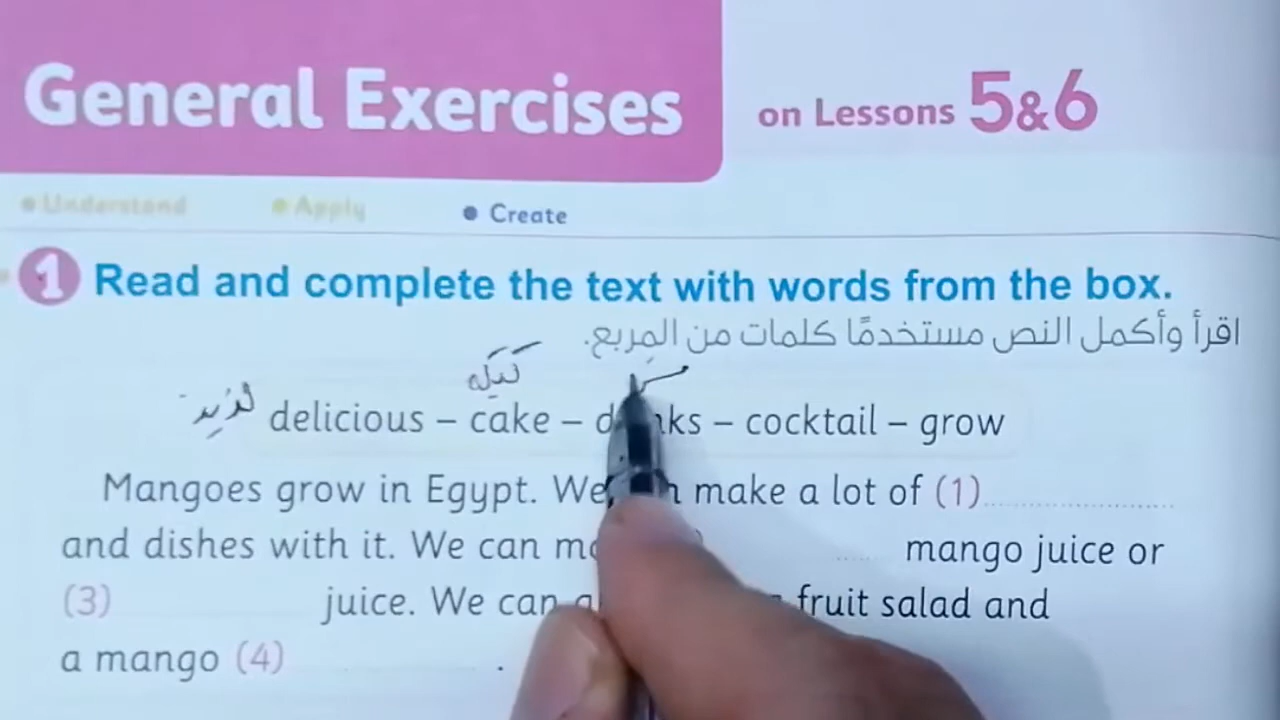 General Exercises on Lessons 5&6
Understand Apply Create
1 Read and complete the text with words from the box.
اقرأ وأكمل النص مستخدمًا كلمات من المربع.
كيكه
لذيذ delicious – cake – – cocktail – grow
Mangoes grow in Egypt. We make a lot of (1)
and dishes with it. We can mango juice or
(3) juice. We can fruit salad and
a mango (4) .